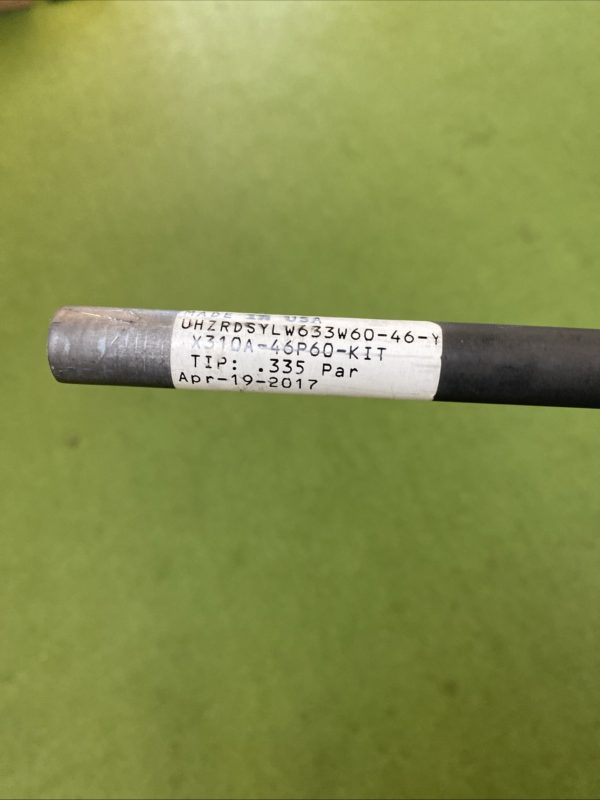 MADE IN USA
UHZRDSYLW633W60-46-Y
X310A-46P60-KIT
TIP: .335 Par
Apr-19-2017